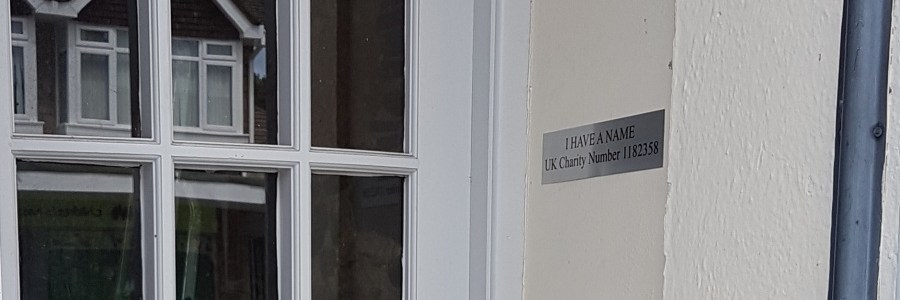 I HAVE A NAME
UK Charity Number 1182358